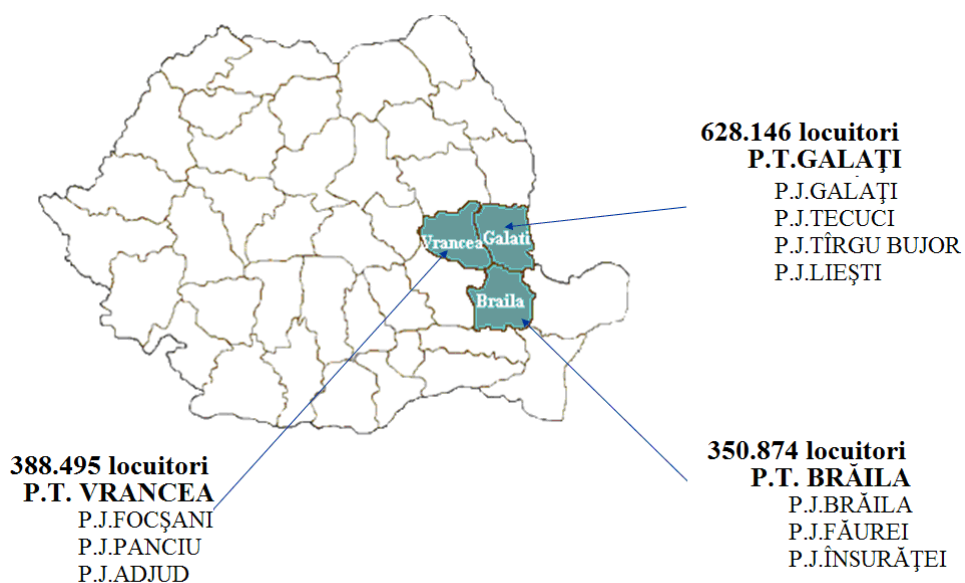 628.146 locuitori
P.T.GALAŢI
P.J.GALAŢI
P.J.TECUCI
P.J.TÎRGU BUJOR
P.J.LIEŞTI
Vrancea
Galati
Braila
388.495 locuitori
P.T. VRANCEA
P.J.FOCŞANI
P.J.PANCIU
P.J.ADJUD
350.874 locuitori
P.T. BRĂILA
P.J.BRĂILA
P.J.FĂUREI
P.J.ÎNSURĂŢEI